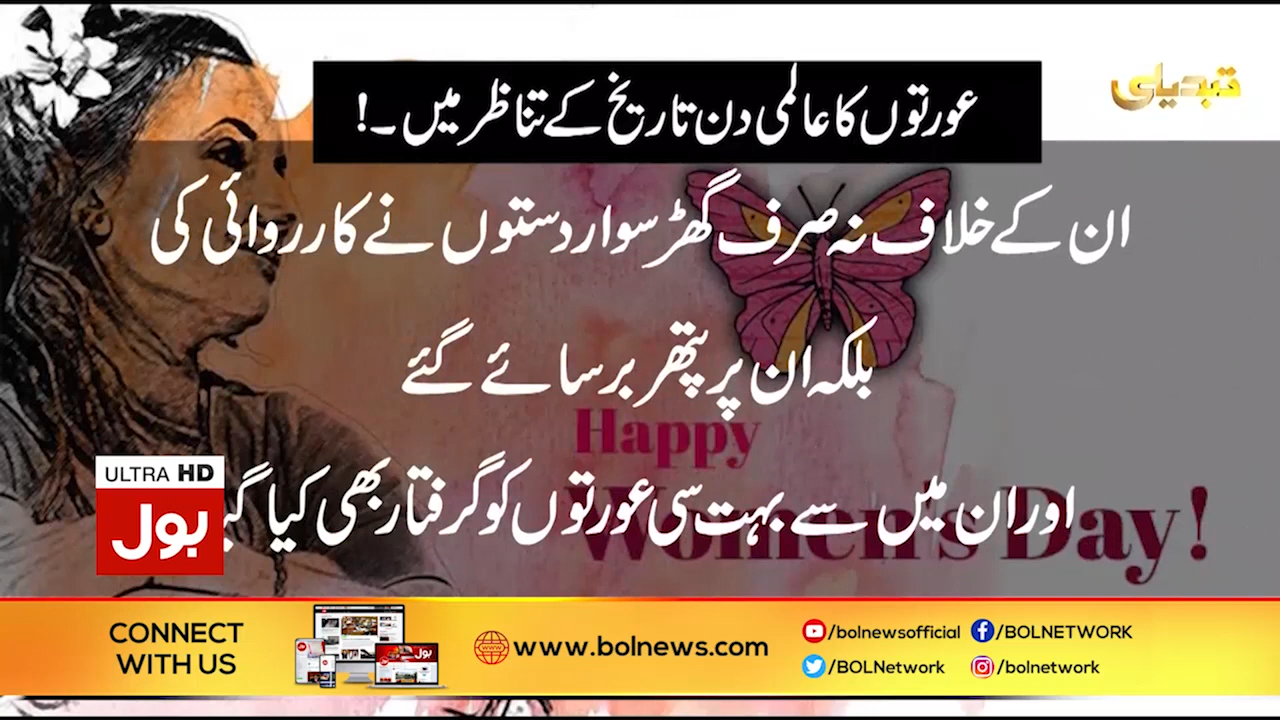 عورتوں کا عالمی دن تاریخ کے تناظر میں۔!
تبدیلی
ان کے خلاف نہ صرف گھڑ سوار دستوں نے کارروائی کی
بلکہ ان پر پتھر برسائے گئے
Happy
Women's Day!
اور ان میں سے بہت سی عورتوں کو گرفتار بھی کیا
ULTRA HD
بول
CONNECT
WITH US
www.bolnews.com
/bolnewsofficial
/BOLNETWORK
/BOLNetwork
/bolnetwork